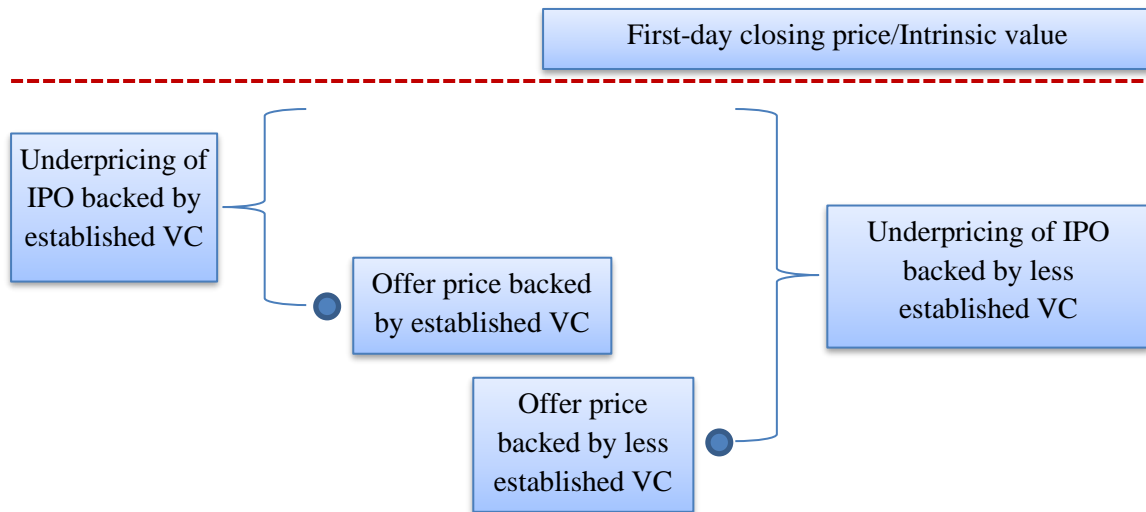 First-day closing price/Intrinsic value
Underpricing of
IPO backed by
established VC
Offer price backed
by established VC
Underpricing of IPO
backed by less
established VC
Offer price
backed by less
established VC